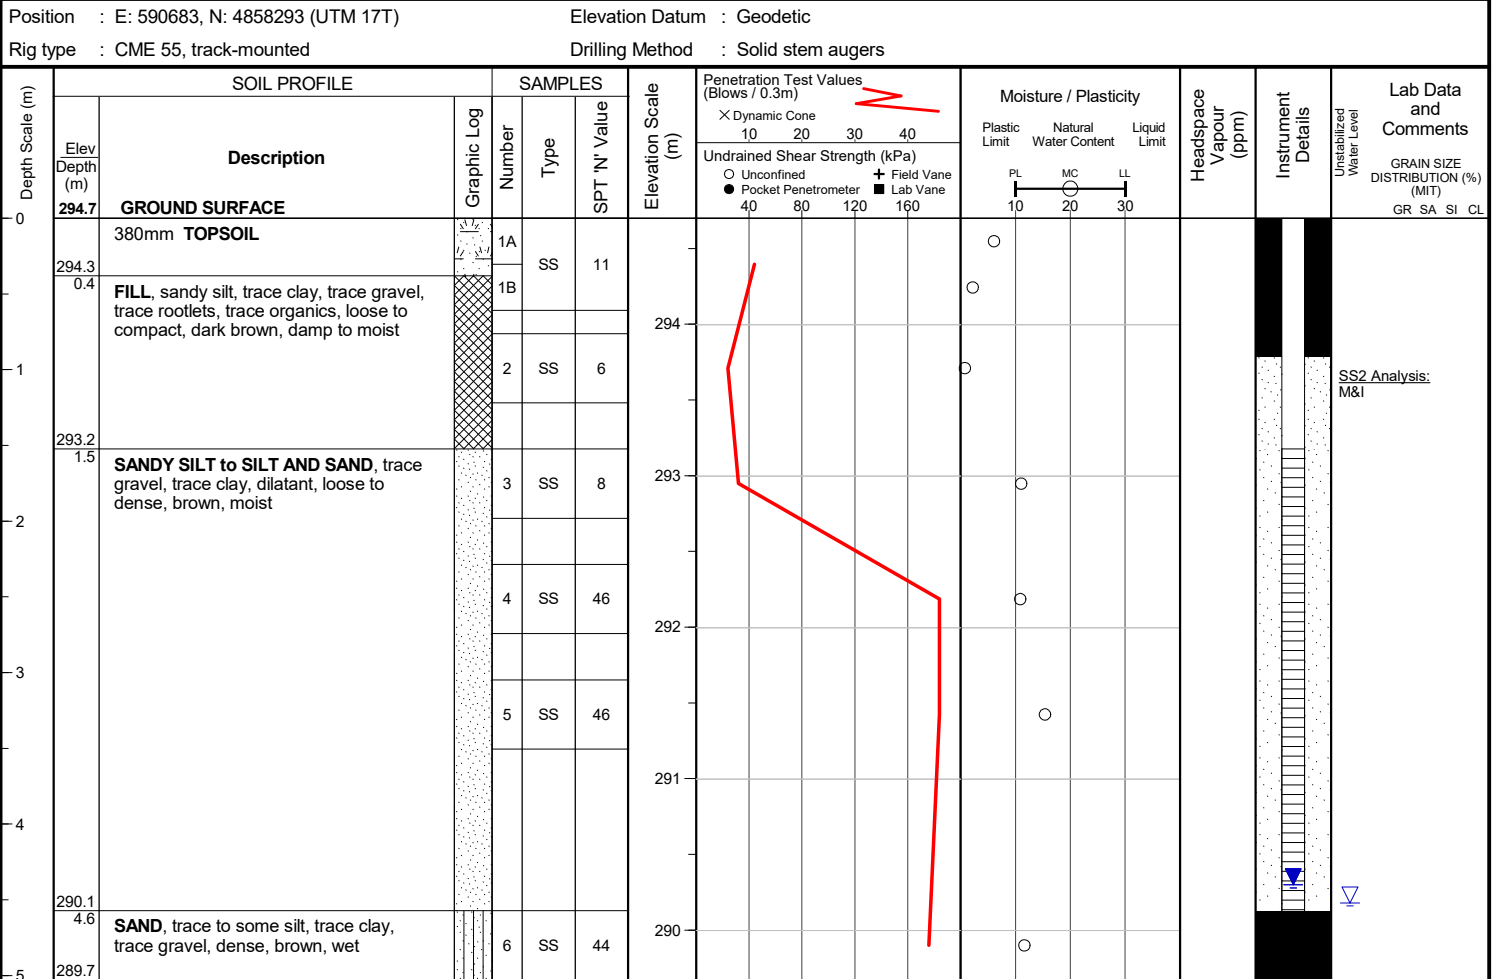 Position : E: 590683, N: 4858293 (UTM 17T) Elevation Datum : Geodetic
Rig type : CME 55, track-mounted Drilling Method : Solid stem augers
Depth Scale (m)
SOIL PROFILE
Elev
Depth
(m)
Description
Graphic Log
294.7 GROUND SURFACE
SAMPLES
Number
Type
SPT 'N' Value
Elevation Scale
(m)
Penetration Test Values
(Blows / 0.3m)
Dynamic Cone
10 20 30 40
Undrained Shear Strength (kPa)
Unconfined Field Vane
Pocket Penetrometer Lab Vane
40 80 120 160
Moisture / Plasticity
Plastic Limit
Natural Water Content
Liquid Limit
PL MC LL
10 20 30
Headspace
Vapour
(ppm)
Instrument
Details
Unstabilized
Water Level
Lab Data
and
Comments
GRAIN SIZE
DISTRIBUTION (%)
(MIT)
GR SA SI CL
0
380mm TOPSOIL
1A
SS 11
294.3
0.4
FILL, sandy silt, trace clay, trace gravel,
trace rootlets, trace organics, loose to
compact, dark brown, damp to moist
1B
294
1
2 SS 6
SS2 Analysis:
M&I
293.2
1.5
SANDY SILT to SILT AND SAND, trace
gravel, trace clay, dilatant, loose to
dense, brown, moist
3 SS 8
293
2
4 SS 46
292
3
5 SS 46
291
4
290.1
4.6
SAND, trace to some silt, trace clay,
trace gravel, dense, brown, wet
6 SS 44
290
289.7
5